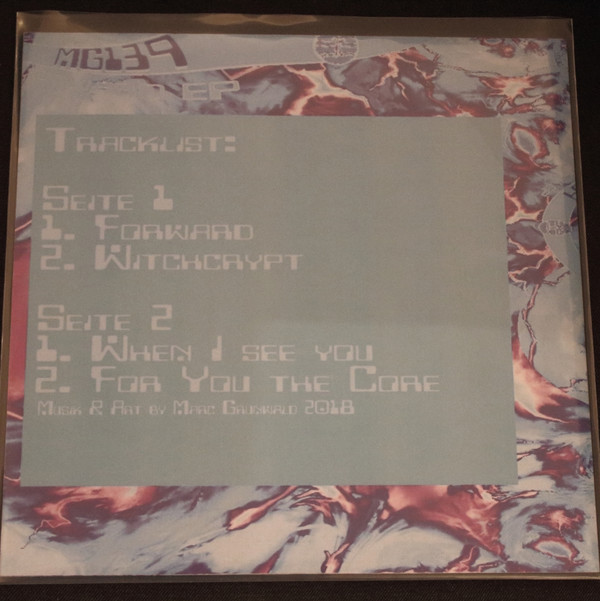 MG139
EP
Tracklist:
Seite 1
1. Forward
2. Witchcrypt
Seite 2
1. When I see you
2. For You the Core
Musik & Art by Marc Grunwald 2018